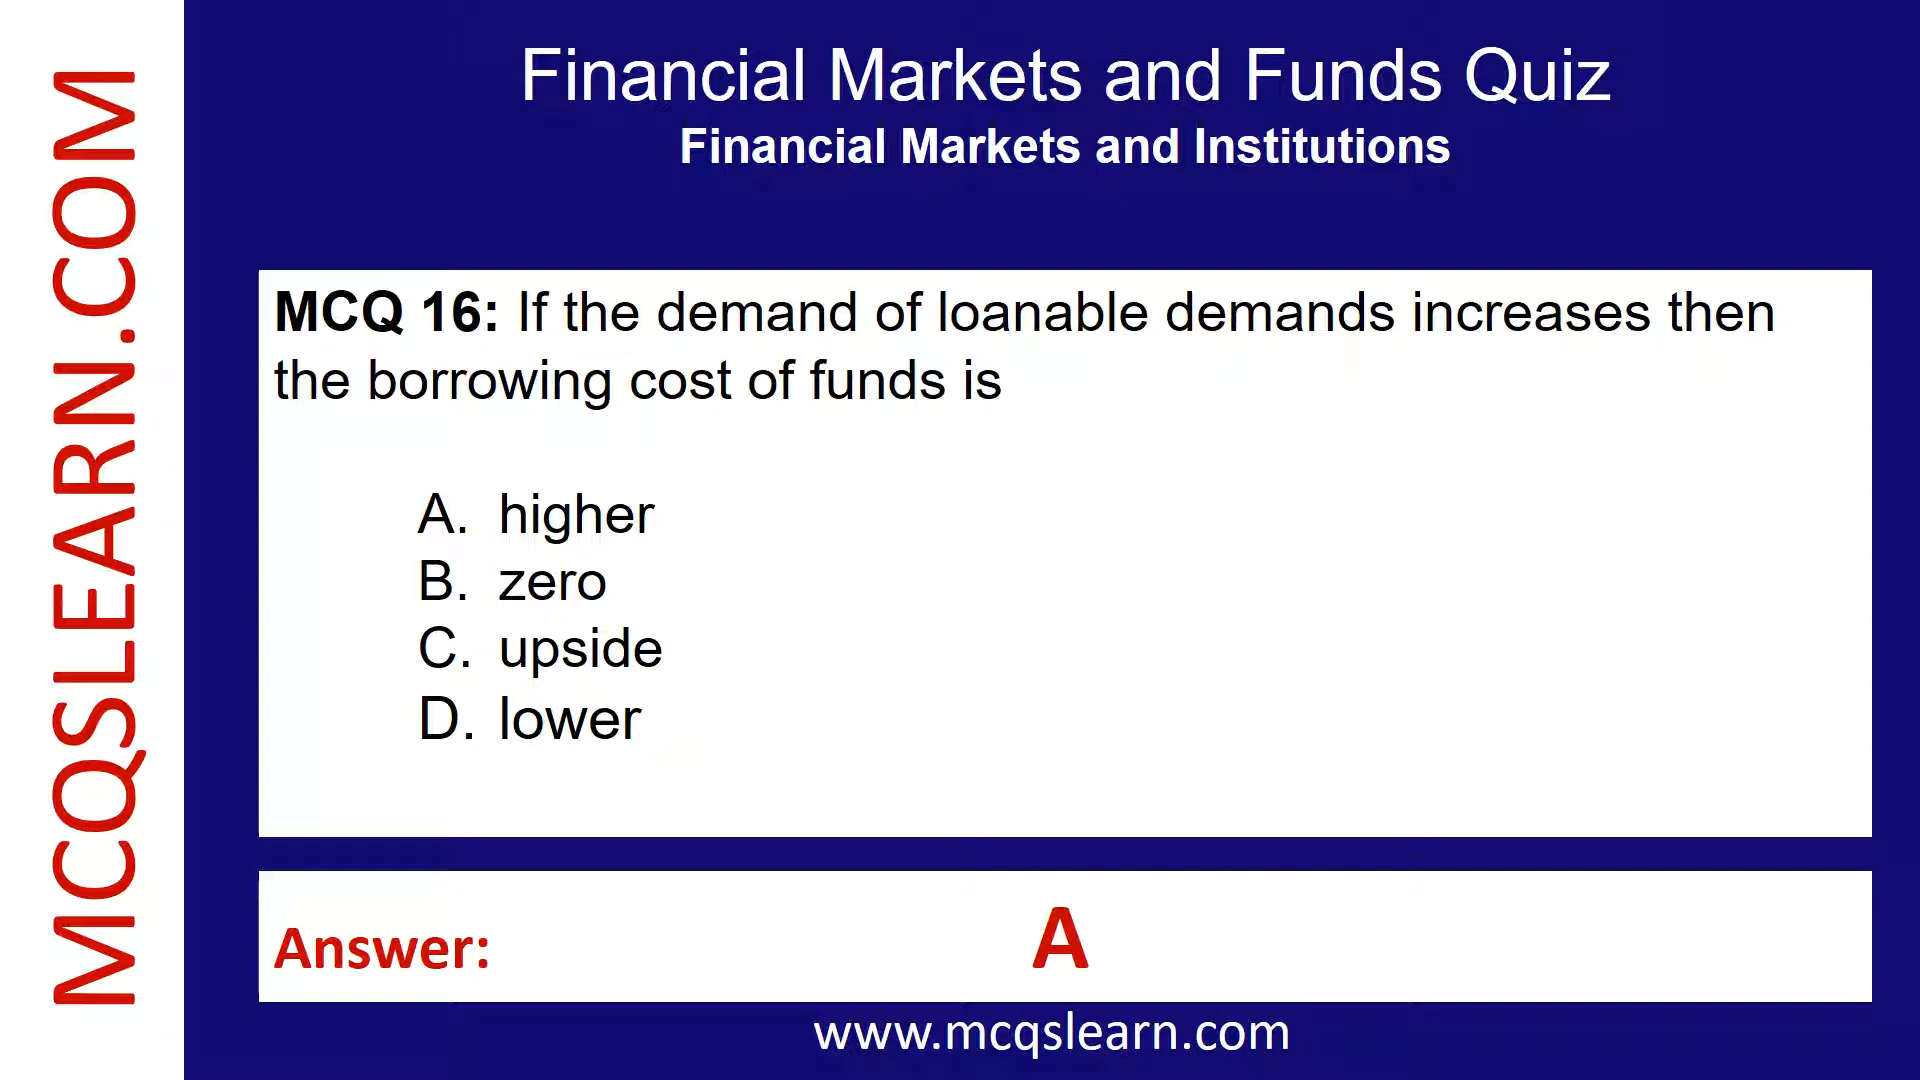 MCQSLEARN.COM
Financial Markets and Funds Quiz
Financial Markets and Institutions
MCQ 16: If the demand of loanable demands increases then
the borrowing cost of funds is
A. higher
B. zero
C. upside
D. lower
Answer: A
www.mcqslearn.com